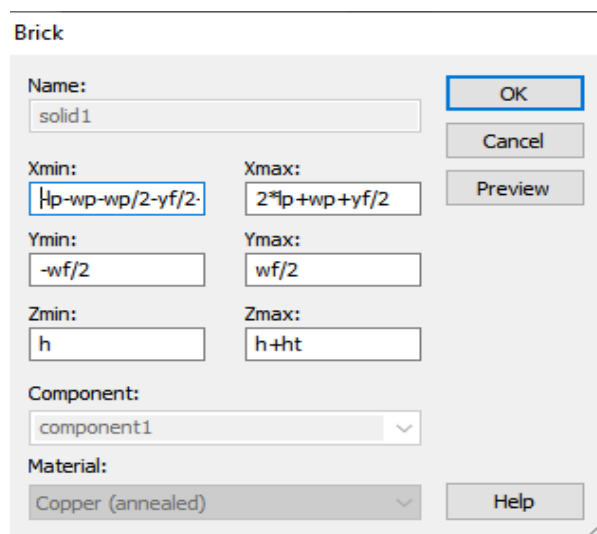 Brick
Name:
solid1
OK
Cancel
Preview
Xmin:
Xmax:
-lp-wp-wp/2-yf/2-
2*lp+wp+yf/2
Ymin:
Ymax:
-wf/2
wf/2
Zmin:
Zmax:
h
h+ht
Component:
component1
Material:
Copper (annealed)
Help